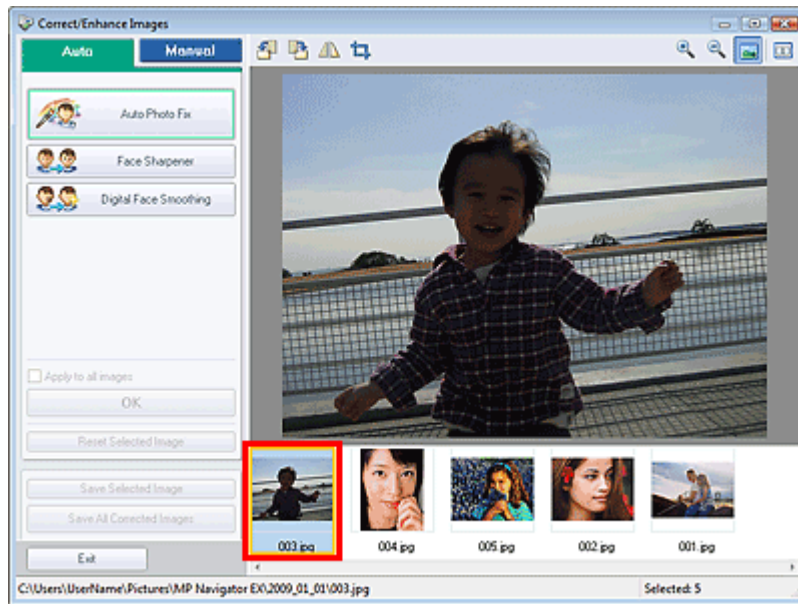 Correct/Enhance Images
Auto Manual
Auto Photo Fix
Face Sharpener
Digital Face Smoothing
Apply to all images
OK
Reset Selected Image
Save Selected Image
Save All Corrected Images
Exit
003.jpg 004.jpg 005.jpg 002.jpg 001.jpg
C:\Users\UserName\Pictures\MP Navigator EX\2009_01_01\003.jpg Selected: 5